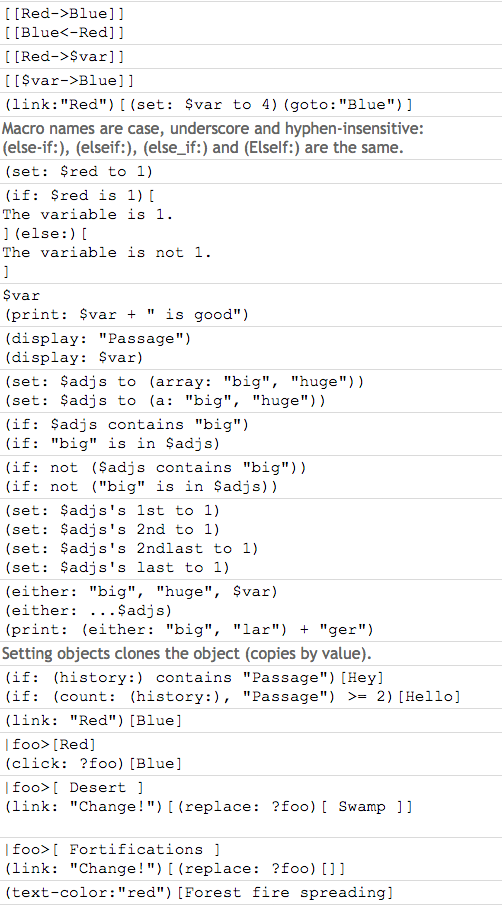 [[Red->Blue]]
[[Blue<-Red]]
[[Red->$var]]
[[$var->Blue]]
(link:"Red")[(set: $var to 4)(goto:"Blue")]
Macro names are case, underscore and hyphen-insensitive:
(else-if:), (elseif:), (else_if:) and (ElseIf:) are the same.
(set: $red to 1)
(if: $red is 1)[
The variable is 1.
](else:)[
The variable is not 1.
]
$var
(print: $var + " is good")
(display: "Passage")
(display: $var)
(set: $adjs to (array: "big", "huge"))
(set: $adjs to (a: "big", "huge"))
(if: $adjs contains "big")
(if: "big" is in $adjs)
(if: not ($adjs contains "big"))
(if: not ("big" is in $adjs))
(set: $adjs's 1st to 1)
(set: $adjs's 2nd to 1)
(set: $adjs's 2ndlast to 1)
(set: $adjs's last to 1)
(either: "big", "huge", $var)
(either: ...$adjs)
(print: (either: "big", "lar") + "ger")
Setting objects clones the object (copies by value).
(if: (history:) contains "Passage")[Hey]
(if: (count: (history:), "Passage") >= 2)[Hello]
(link: "Red")[Blue]
|foo>[Red]
(click: ?foo)[Blue]
|foo>[ Desert ]
(link: "Change!")[(replace: ?foo)[ Swamp ]]
|foo>[ Fortifications ]
(link: "Change!")[(replace: ?foo)[]]
(text-color:"red")[Forest fire spreading]